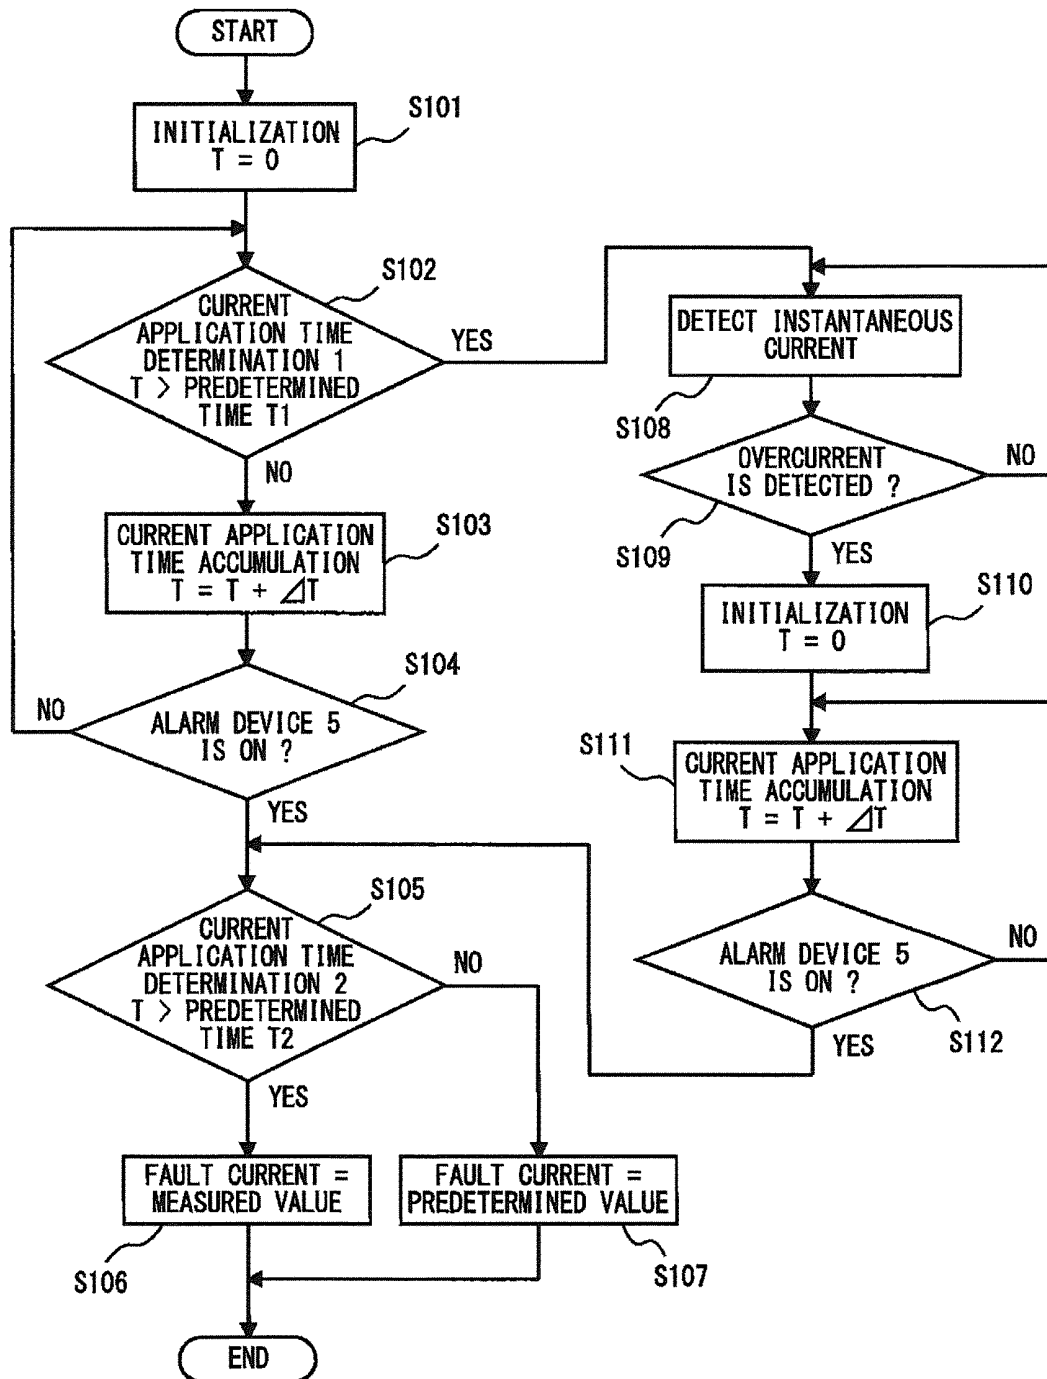 START
INITIALIZATION
T = 0
S101
CURRENT
APPLICATION TIME
DETERMINATION 1
T > PREDETERMINED
TIME T1
S102
YES
NO
CURRENT APPLICATION
TIME ACCUMULATION
T = T + ⊿T
S103
ALARM DEVICE 5
IS ON ?
S104
NO
YES
CURRENT
APPLICATION TIME
DETERMINATION 2
T > PREDETERMINED
TIME T2
S105
NO
YES
FAULT CURRENT =
MEASURED VALUE
S106
FAULT CURRENT =
PREDETERMINED VALUE
S107
END
DETECT INSTANTANEOUS
CURRENT
S108
OVERCURRENT
IS DETECTED ?
S109
NO
YES
INITIALIZATION
T = 0
S110
CURRENT APPLICATION
TIME ACCUMULATION
T = T + ⊿T
S111
ALARM DEVICE 5
IS ON ?
S112
NO
YES